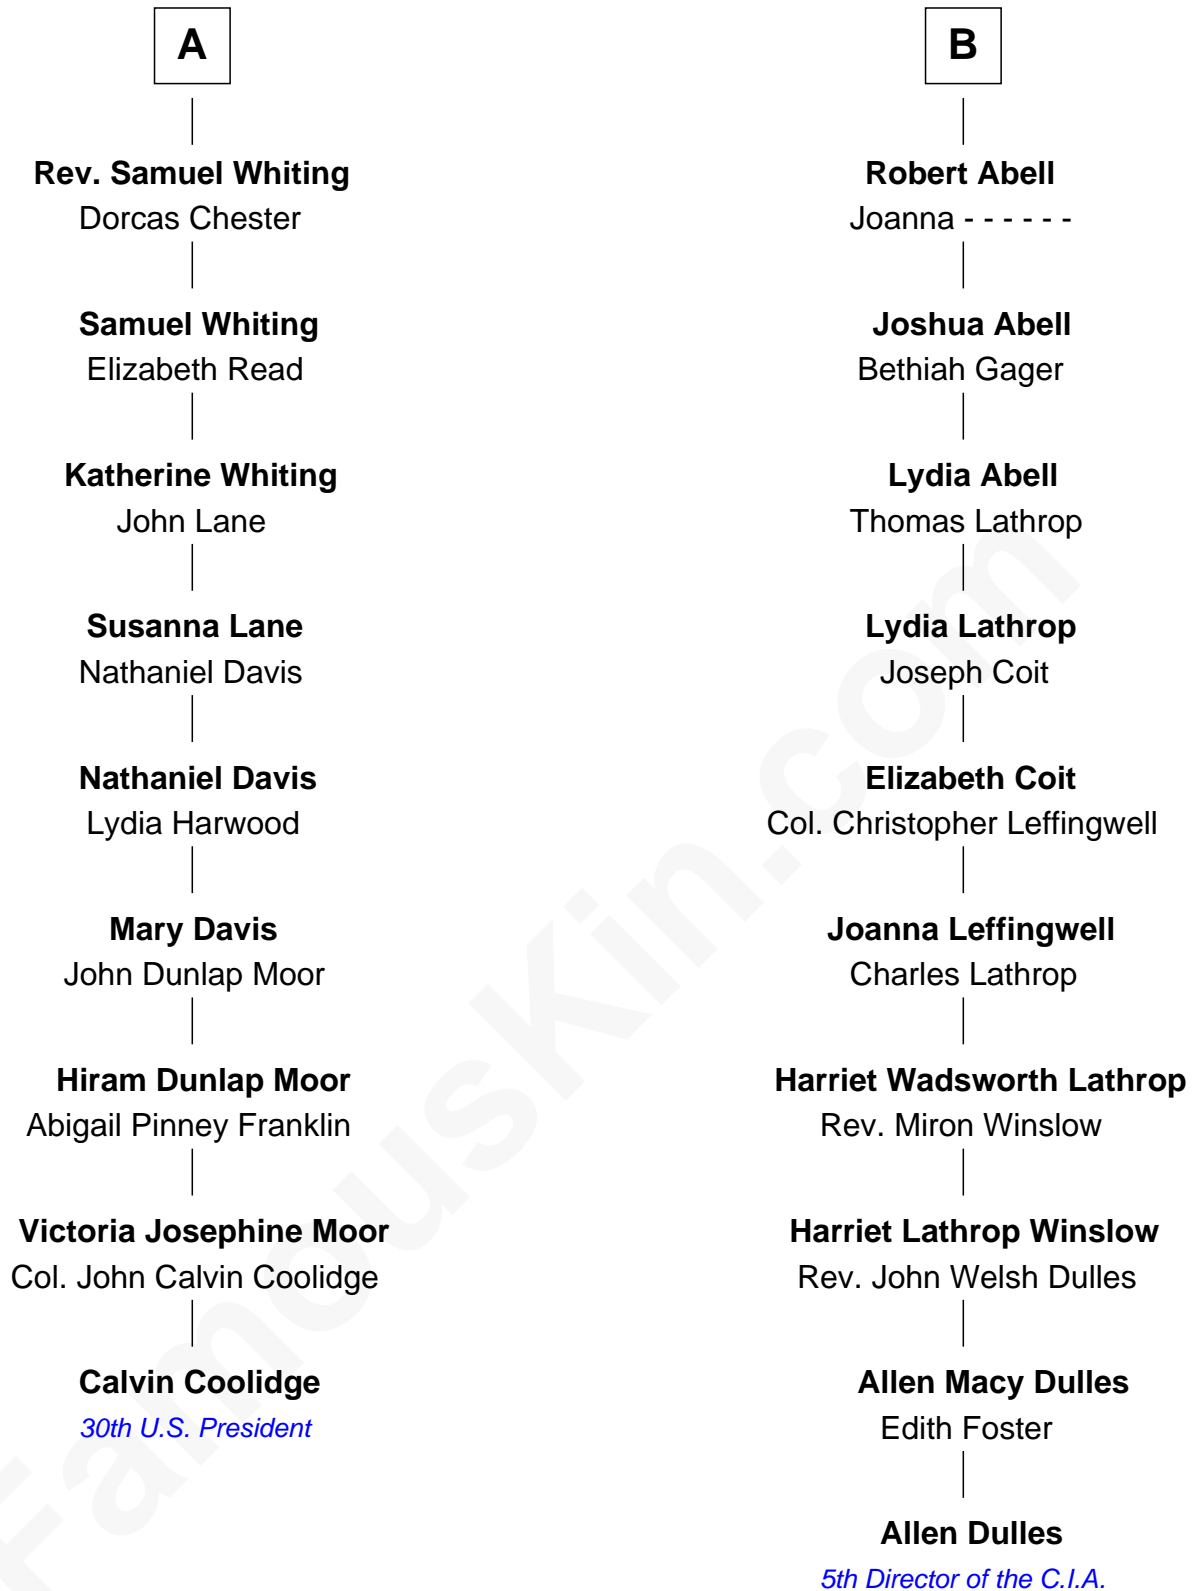 A
Rev. Samuel Whiting
Dorcas Chester
Samuel Whiting
Elizabeth Read
Katherine Whiting
John Lane
Susanna Lane
Nathaniel Davis
Nathaniel Davis
Lydia Harwood
Mary Davis
John Dunlap Moor
Hiram Dunlap Moor
Abigail Pinney Franklin
Victoria Josephine Moor
Col. John Calvin Coolidge
Calvin Coolidge
30th U.S. President
B
Robert Abell
Joanna - - - - - -
Joshua Abell
Bethiah Gager
Lydia Abell
Thomas Lathrop
Lydia Lathrop
Joseph Coit
Elizabeth Coit
Col. Christopher Leffingwell
Joanna Leffingwell
Charles Lathrop
Harriet Wadsworth Lathrop
Rev. Miron Winslow
Harriet Lathrop Winslow
Rev. John Welsh Dulles
Allen Macy Dulles
Edith Foster
Allen Dulles
5th Director of the C.I.A.
FamousKin.com